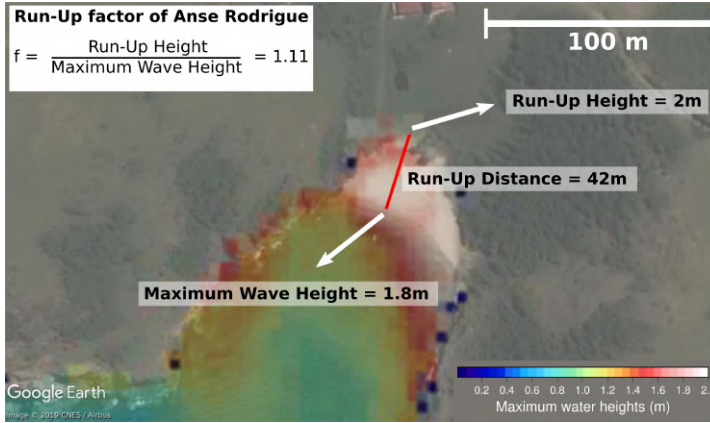 Run-Up factor of Anse Rodrigue
f = Run-Up Height / Maximum Wave Height = 1.11
100 m
Run-Up Height = 2m
Run-Up Distance = 42m
Maximum Wave Height = 1.8m
Google Earth
Image © 2019 CNES / Airbus
0.2 0.4 0.6 0.8 1.0 1.2 1.4 1.6 1.8 2.
Maximum water heights (m)